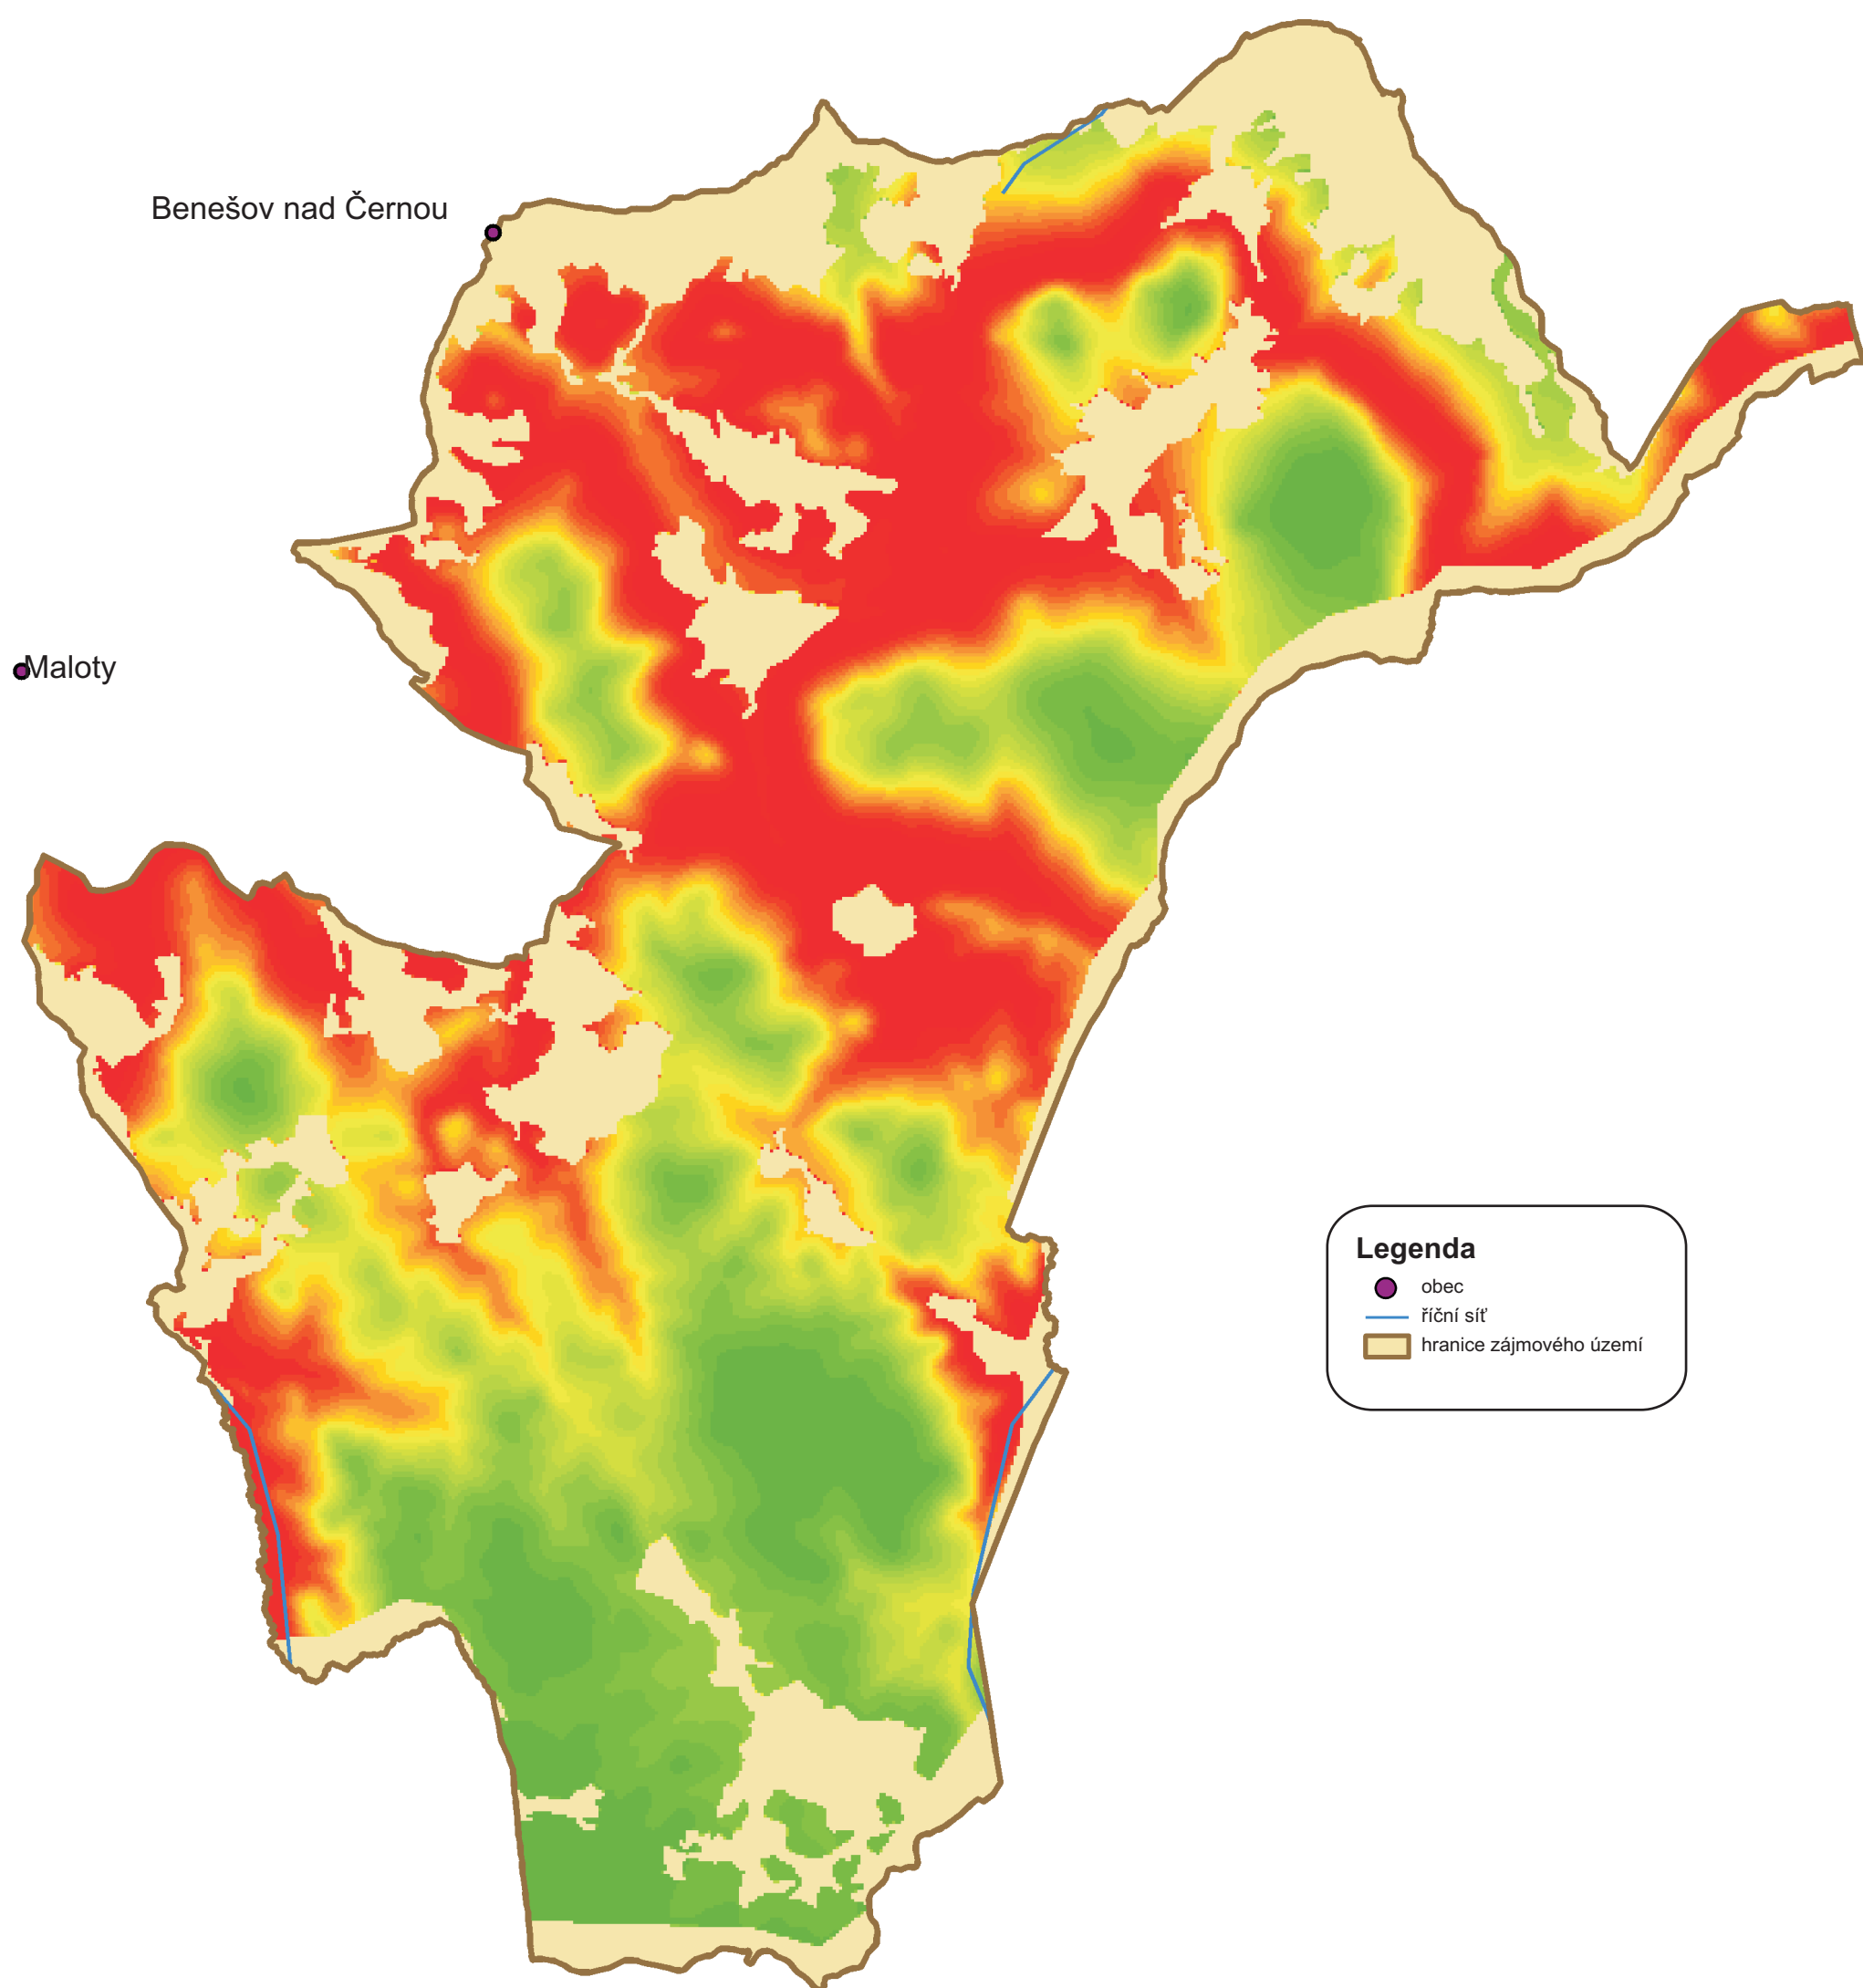 Benešov nad Černou
Maloty
Legenda
obec
říční síť
hranice zájmového území